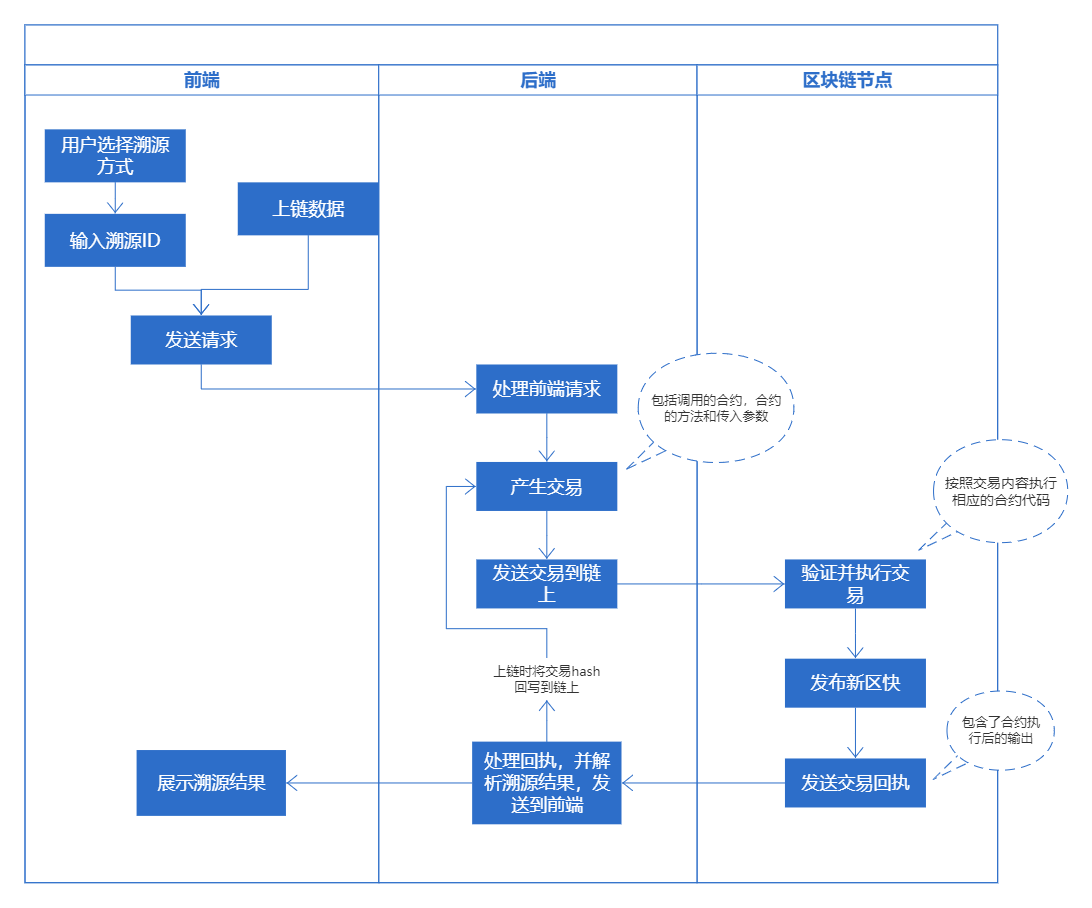 前端
后端
区块链节点
用户选择溯源
方式
上链数据
输入溯源ID
发送请求
处理前端请求
包括调用的合约，合约
的方法和传入参数
产生交易
按照交易内容执行
相应的合约代码
发送交易到链
上
验证并执行交
易
上链时将交易hash
回写到链上
发布新区快
包含了合约执
行后的输出
展示溯源结果
处理回执，并解
析溯源结果，发
送到前端
发送交易回执